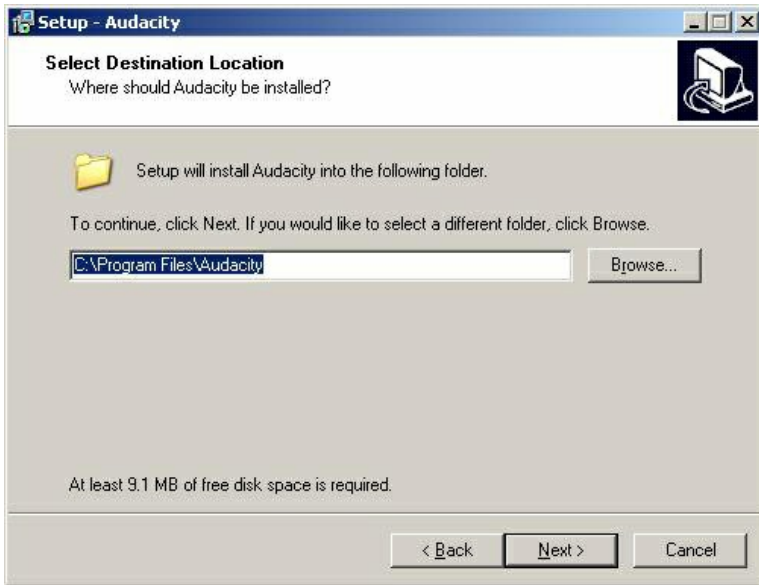 Setup - Audacity
Select Destination Location
Where should Audacity be installed?
Setup will install Audacity into the following folder.
To continue, click Next. If you would like to select a different folder, click Browse.
C:\Program Files\Audacity
Browse...
At least 9.1 MB of free disk space is required.
< Back
Next >
Cancel